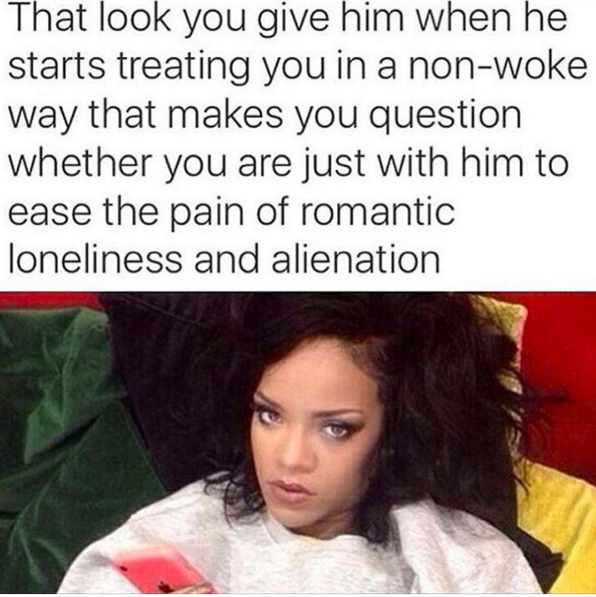 That look you give him when he
starts treating you in a non-woke
way that makes you question
whether you are just with him to
ease the pain of romantic
loneliness and alienation